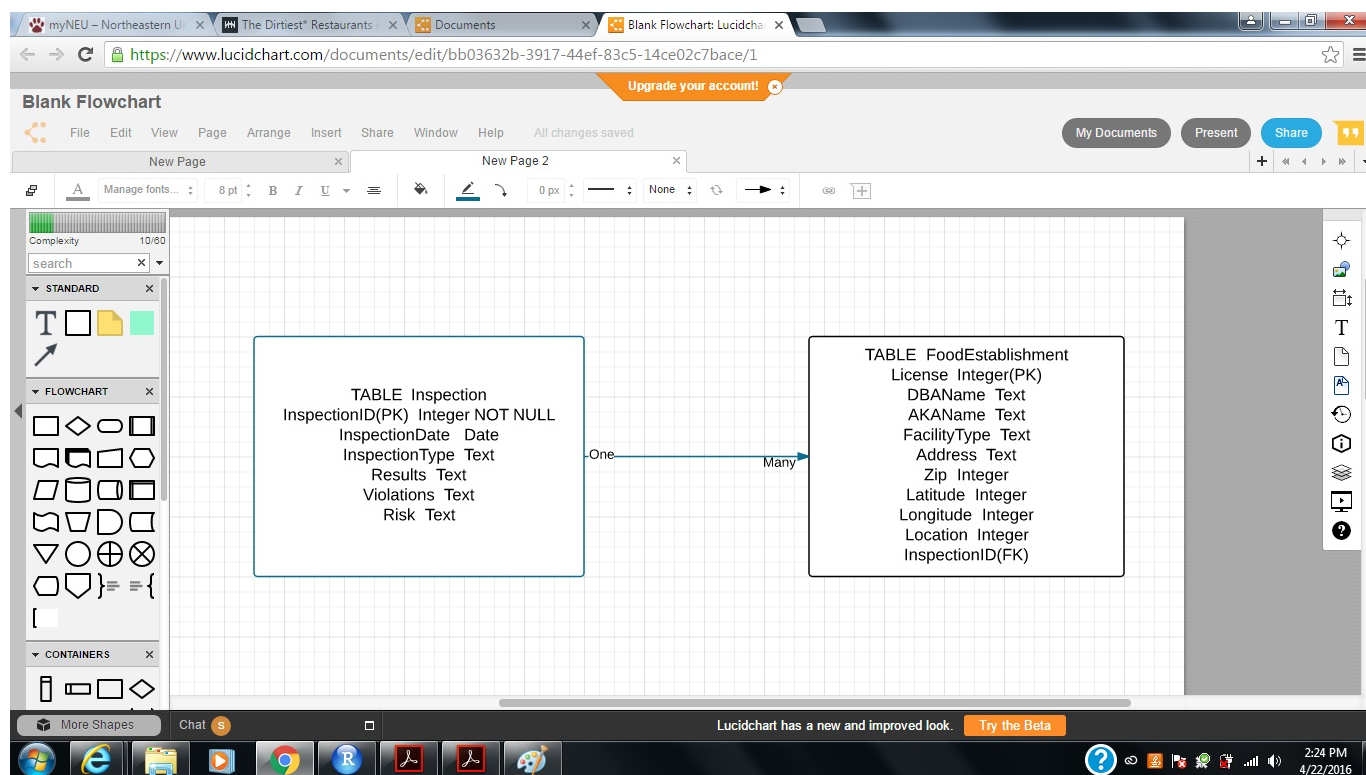 myNEU – Northeastern Un
The Dirtiest* Restaurants i
Documents
Blank Flowchart: Lucidcha
https://www.lucidchart.com/documents/edit/bb03632b-3917-44ef-83c5-14ce02c7bace/1
Upgrade your account!
Blank Flowchart
File Edit View Page Arrange Insert Share Window Help All changes saved
My Documents Present Share
New Page
New Page 2
A Manage fonts... 8 pt B I U 0 px None
Complexity 10/60
search
STANDARD
T
FLOWCHART
CONTAINERS
More Shapes
TABLE Inspection
InspectionID(PK) Integer NOT NULL
InspectionDate Date
InspectionType Text
Results Text
Violations Text
Risk Text
One
Many
TABLE FoodEstablishment
License Integer(PK)
DBAName Text
AKAName Text
FacilityType Text
Address Text
Zip Integer
Latitude Integer
Longitude Integer
Location Integer
InspectionID(FK)
T
Chat S
Lucidchart has a new and improved look. Try the Beta
2:24 PM
4/22/2016